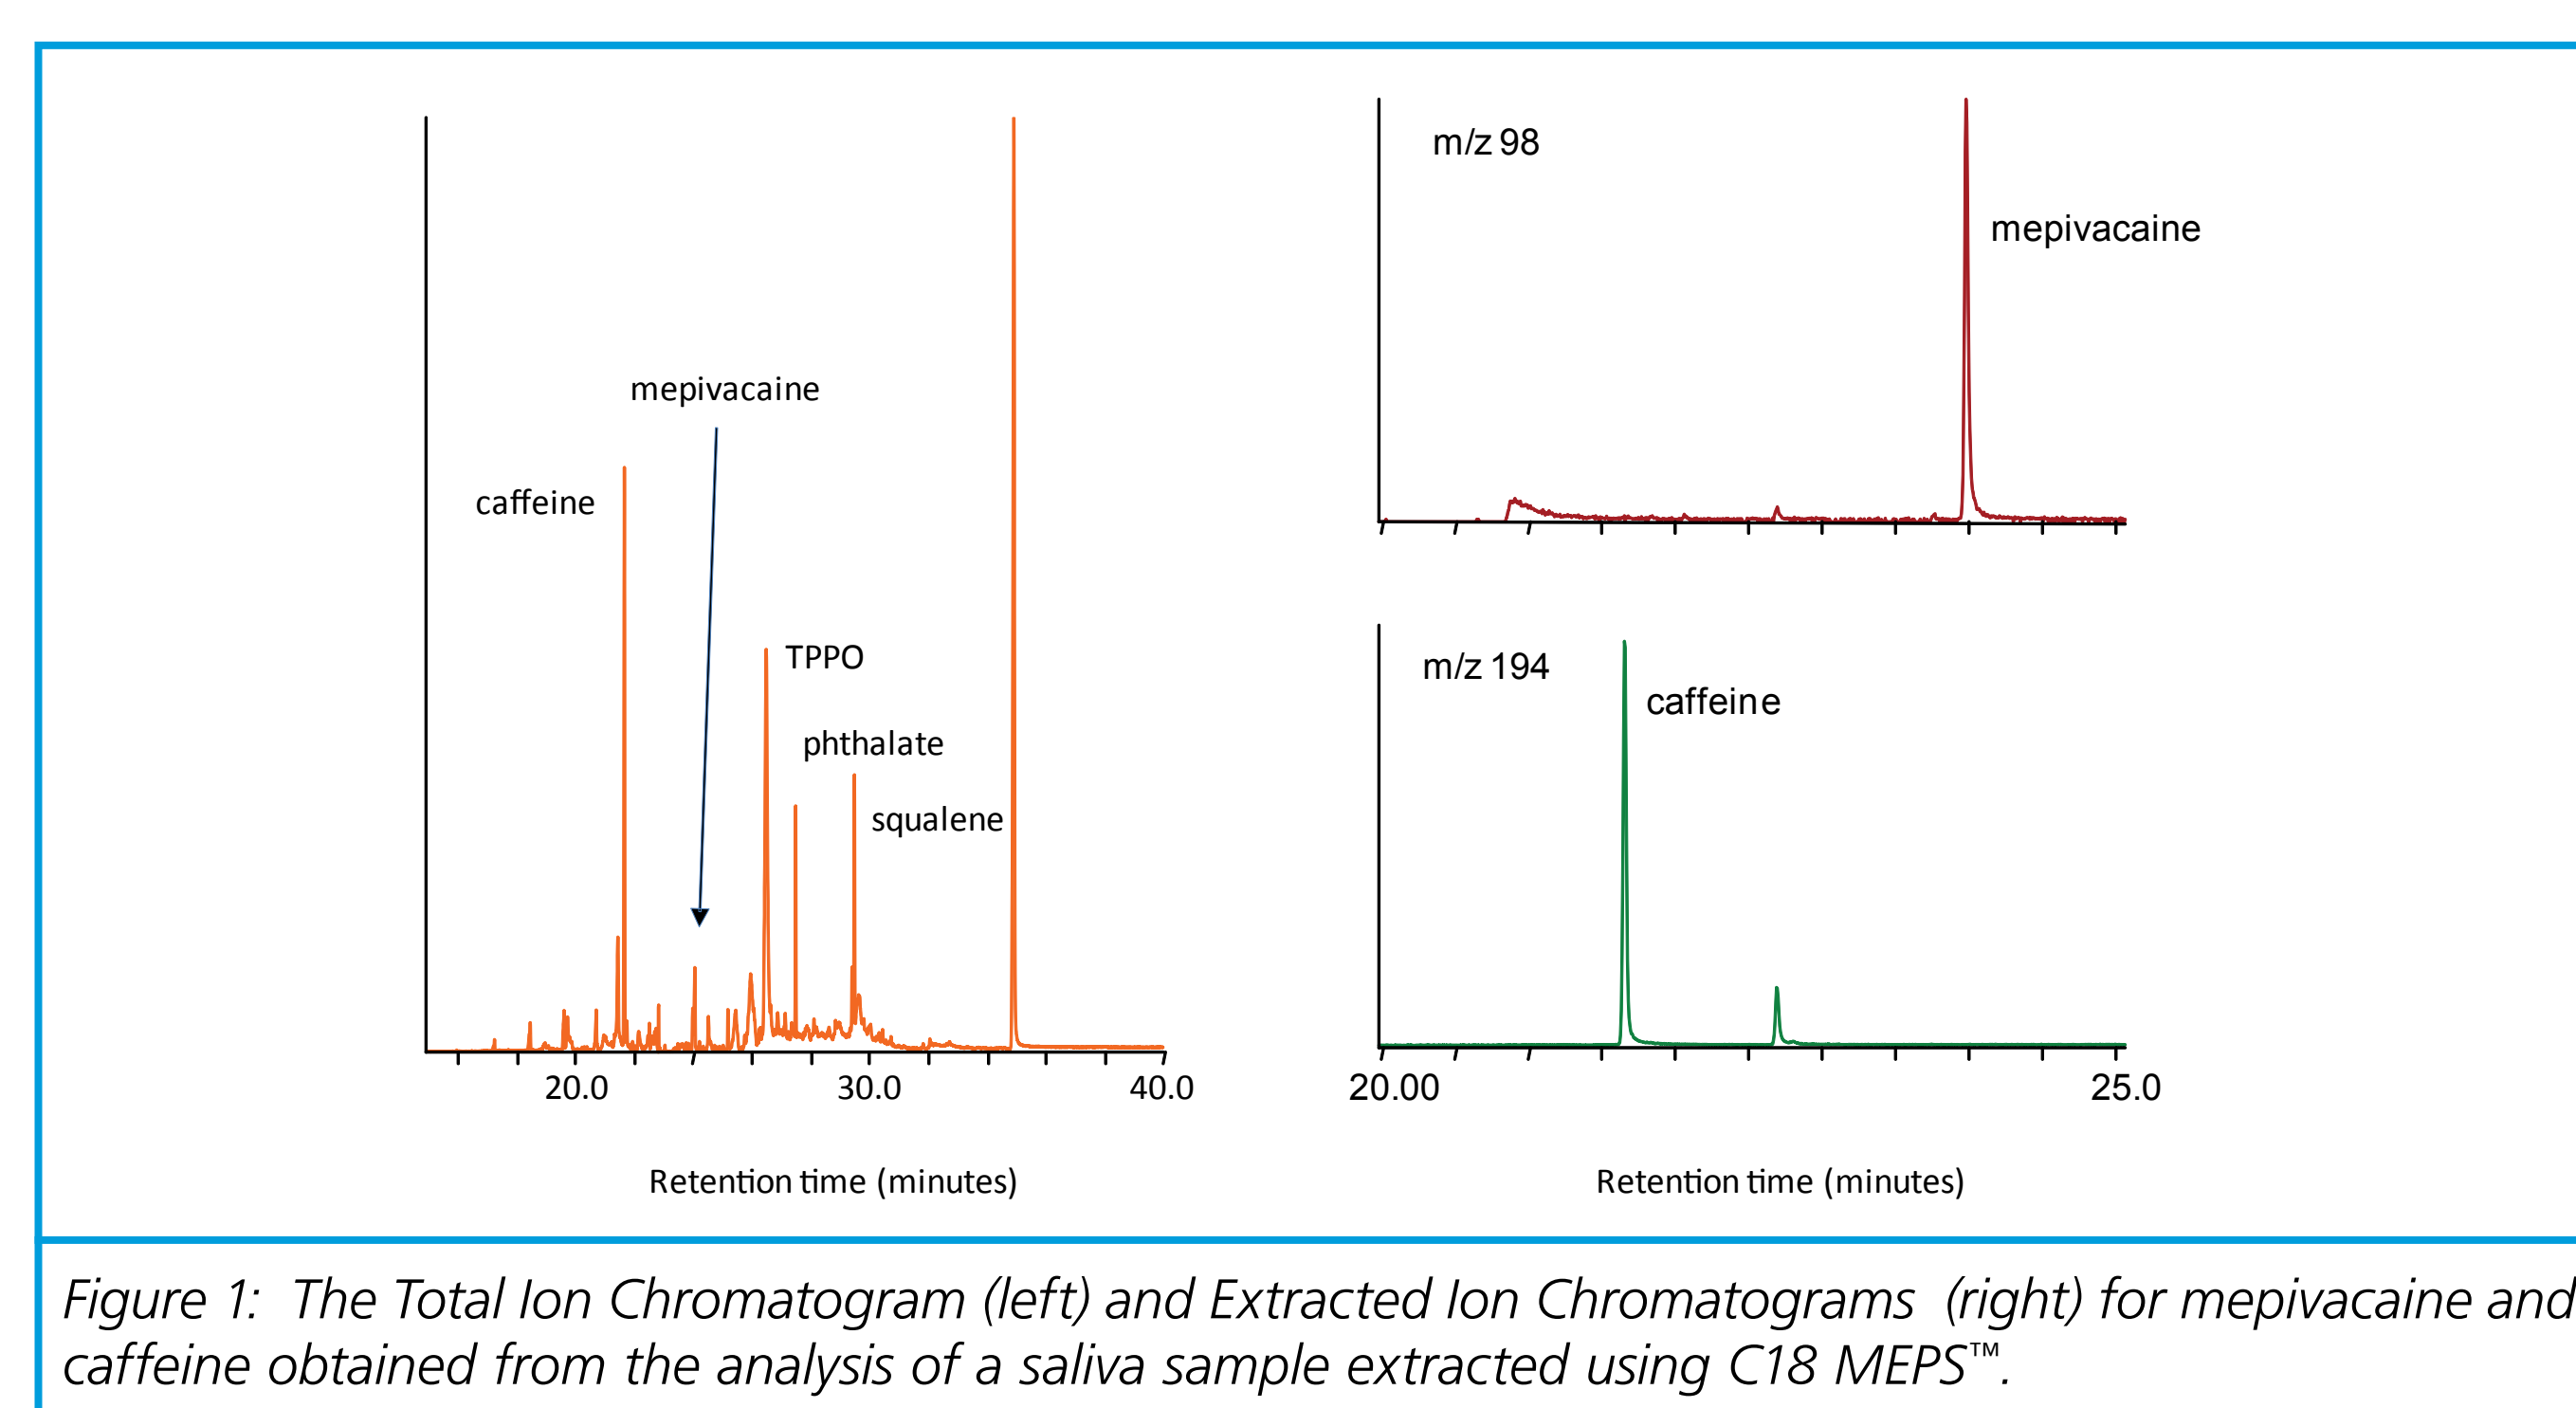 mepivacaine
caffeine
TPPO
phthalate
squalene
20.0 30.0 40.0
Retention time (minutes)
m/z 98
mepivacaine
m/z 194
caffeine
20.00 25.0
Retention time (minutes)
Figure 1: The Total Ion Chromatogram (left) and Extracted Ion Chromatograms (right) for mepivacaine and
caffeine obtained from the analysis of a saliva sample extracted using C18 MEPS™.